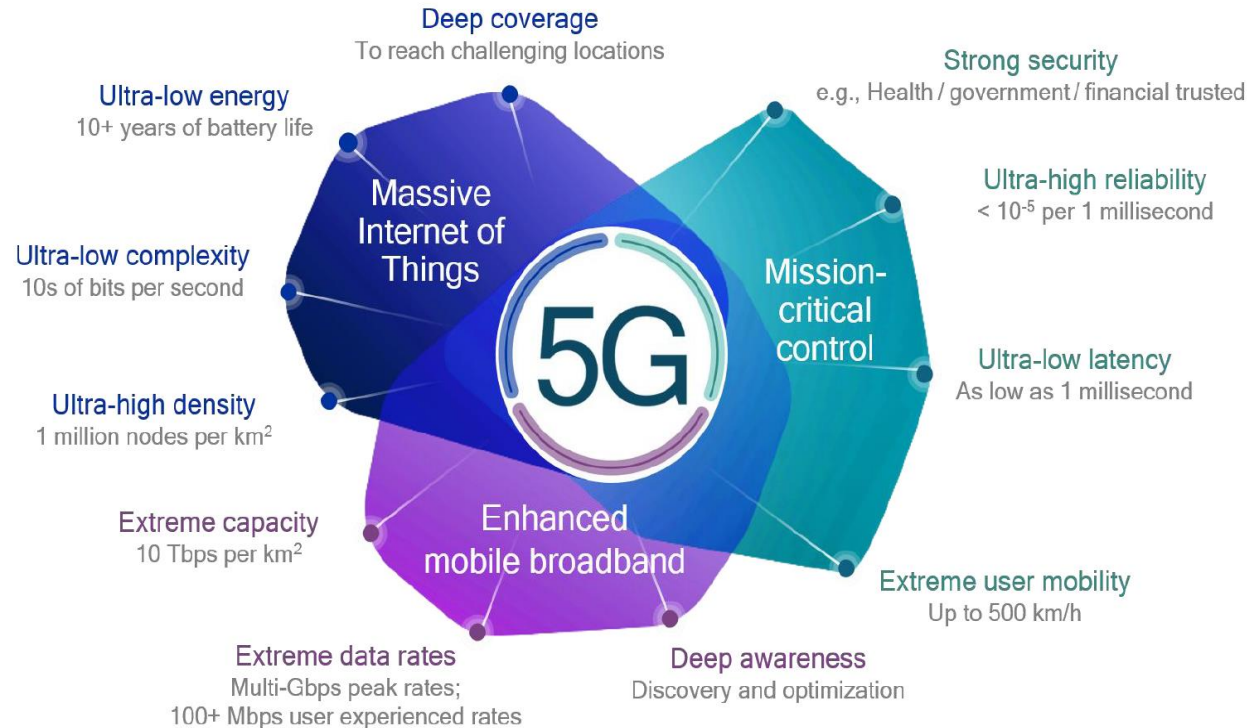 Deep coverage
To reach challenging locations
Strong security
e.g., Health / government / financial trusted
Ultra-low energy
10+ years of battery life
Massive
Internet of
Things
Ultra-high reliability
< 10⁻⁵ per 1 millisecond
Ultra-low complexity
10s of bits per second
Mission-
critical
control
5G
Ultra-low latency
As low as 1 millisecond
Ultra-high density
1 million nodes per km²
Extreme capacity
10 Tbps per km²
Enhanced
mobile broadband
Extreme user mobility
Up to 500 km/h
Extreme data rates
Multi-Gbps peak rates;
100+ Mbps user experienced rates
Deep awareness
Discovery and optimization